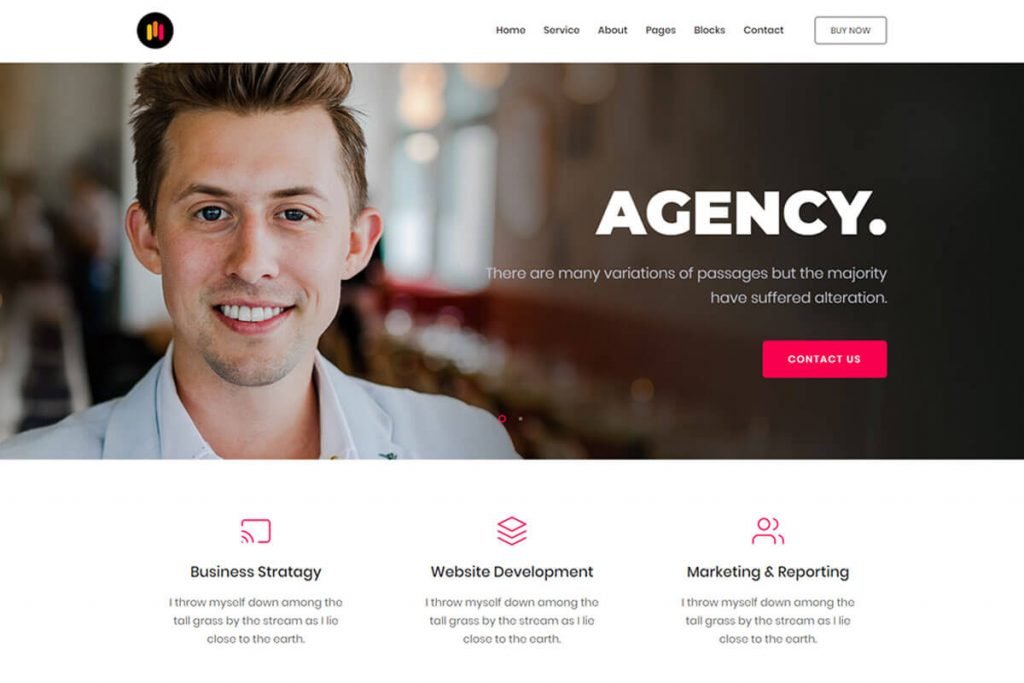 Home Service About Pages Blocks Contact BUY NOW
AGENCY.
There are many variations of passages but the majority
have suffered alteration.
CONTACT US
Business Stratagy
I throw myself down among the
tall grass by the stream as I lie
close to the earth.
Website Development
I throw myself down among the
tall grass by the stream as I lie
close to the earth.
Marketing & Reporting
I throw myself down among the
tall grass by the stream as I lie
close to the earth.